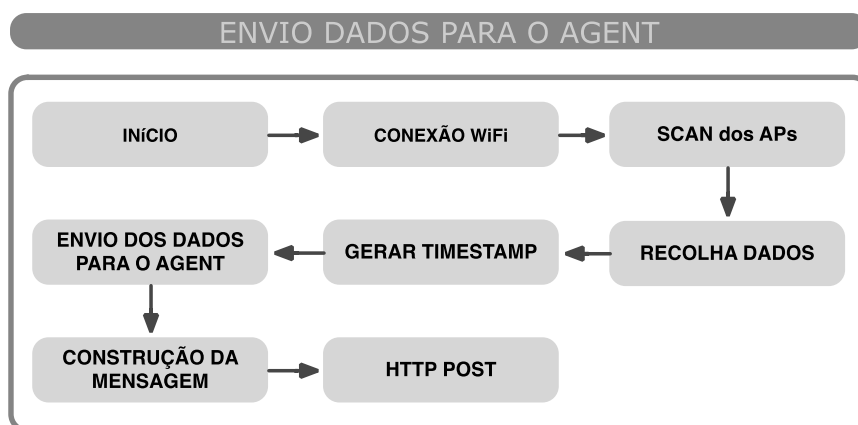 ENVIO DADOS PARA O AGENT
INíCIO
CONEXÃO WiFi
SCAN dos APs
RECOLHA DADOS
GERAR TIMESTAMP
ENVIO DOS DADOS
PARA O AGENT
CONSTRUÇÃO DA
MENSAGEM
HTTP POST